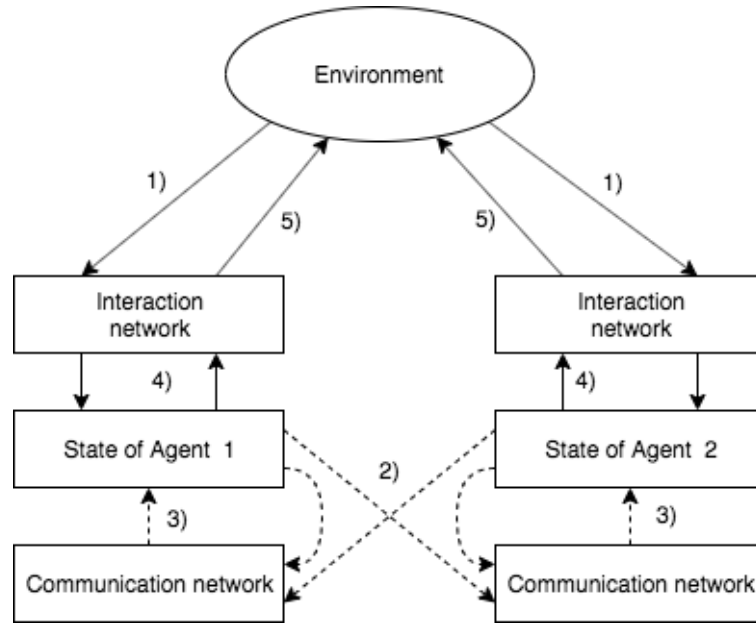 Environment
1)
1)
5)
5)
Interaction
network
Interaction
network
4)
4)
State of Agent 1
State of Agent 2
2)
3)
3)
Communication network
Communication network